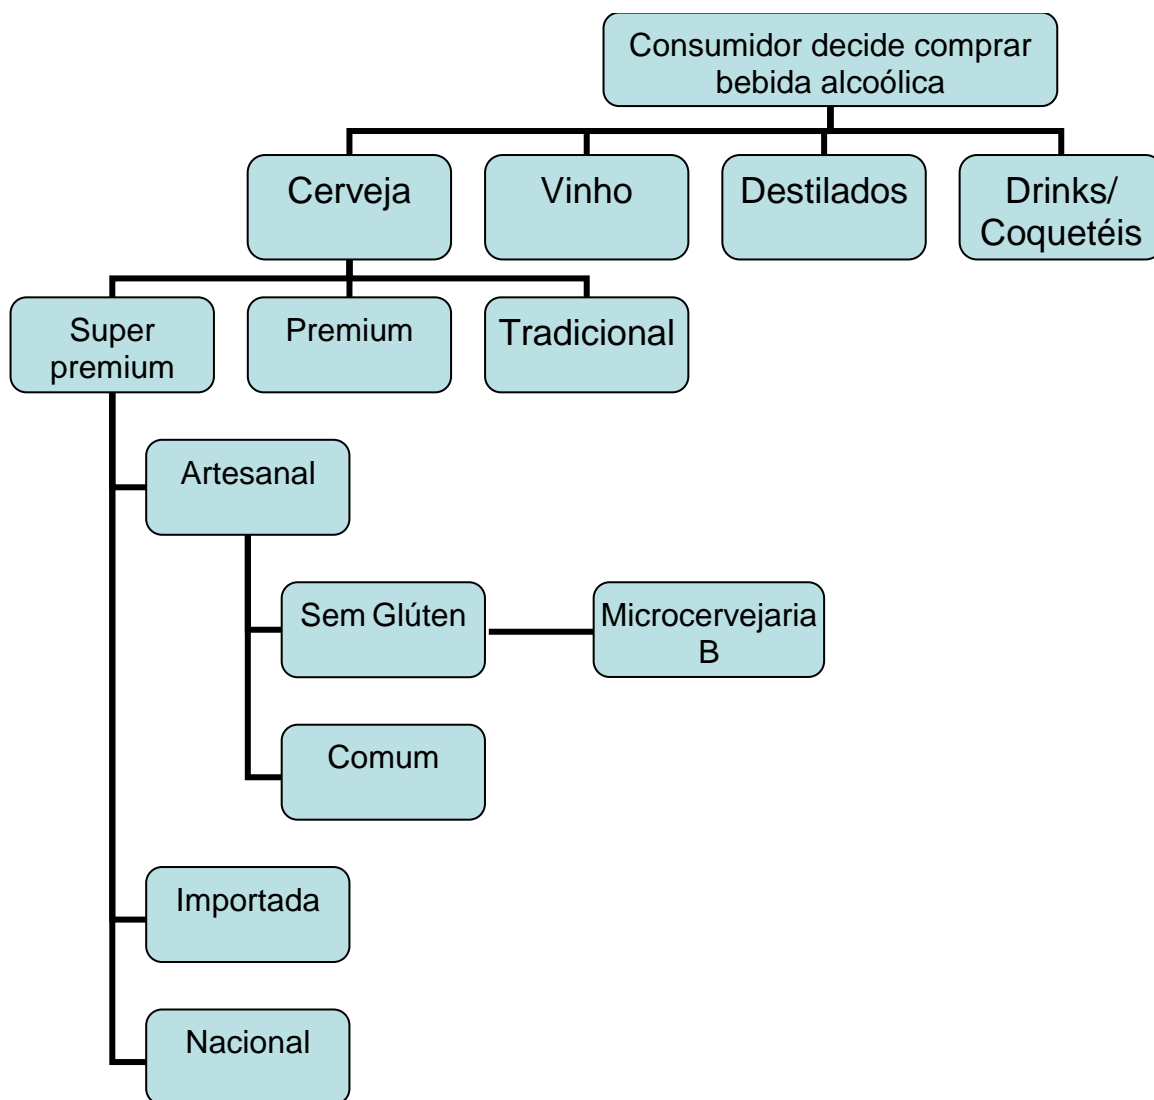 Consumidor decide comprar
bebida alcoólica
Cerveja
Vinho
Destilados
Drinks/
Coquetéis
Super
premium
Premium
Tradicional
Artesanal
Sem Glúten
Microcervejaria
B
Comum
Importada
Nacional